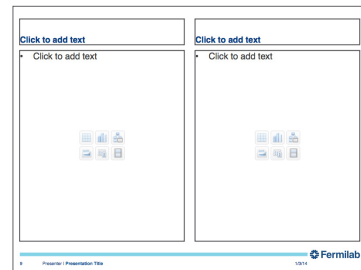 Click to add text
• Click to add text
Click to add text
• Click to add text
Fermilab
8 Presenter | Presentation Title 1/3/14